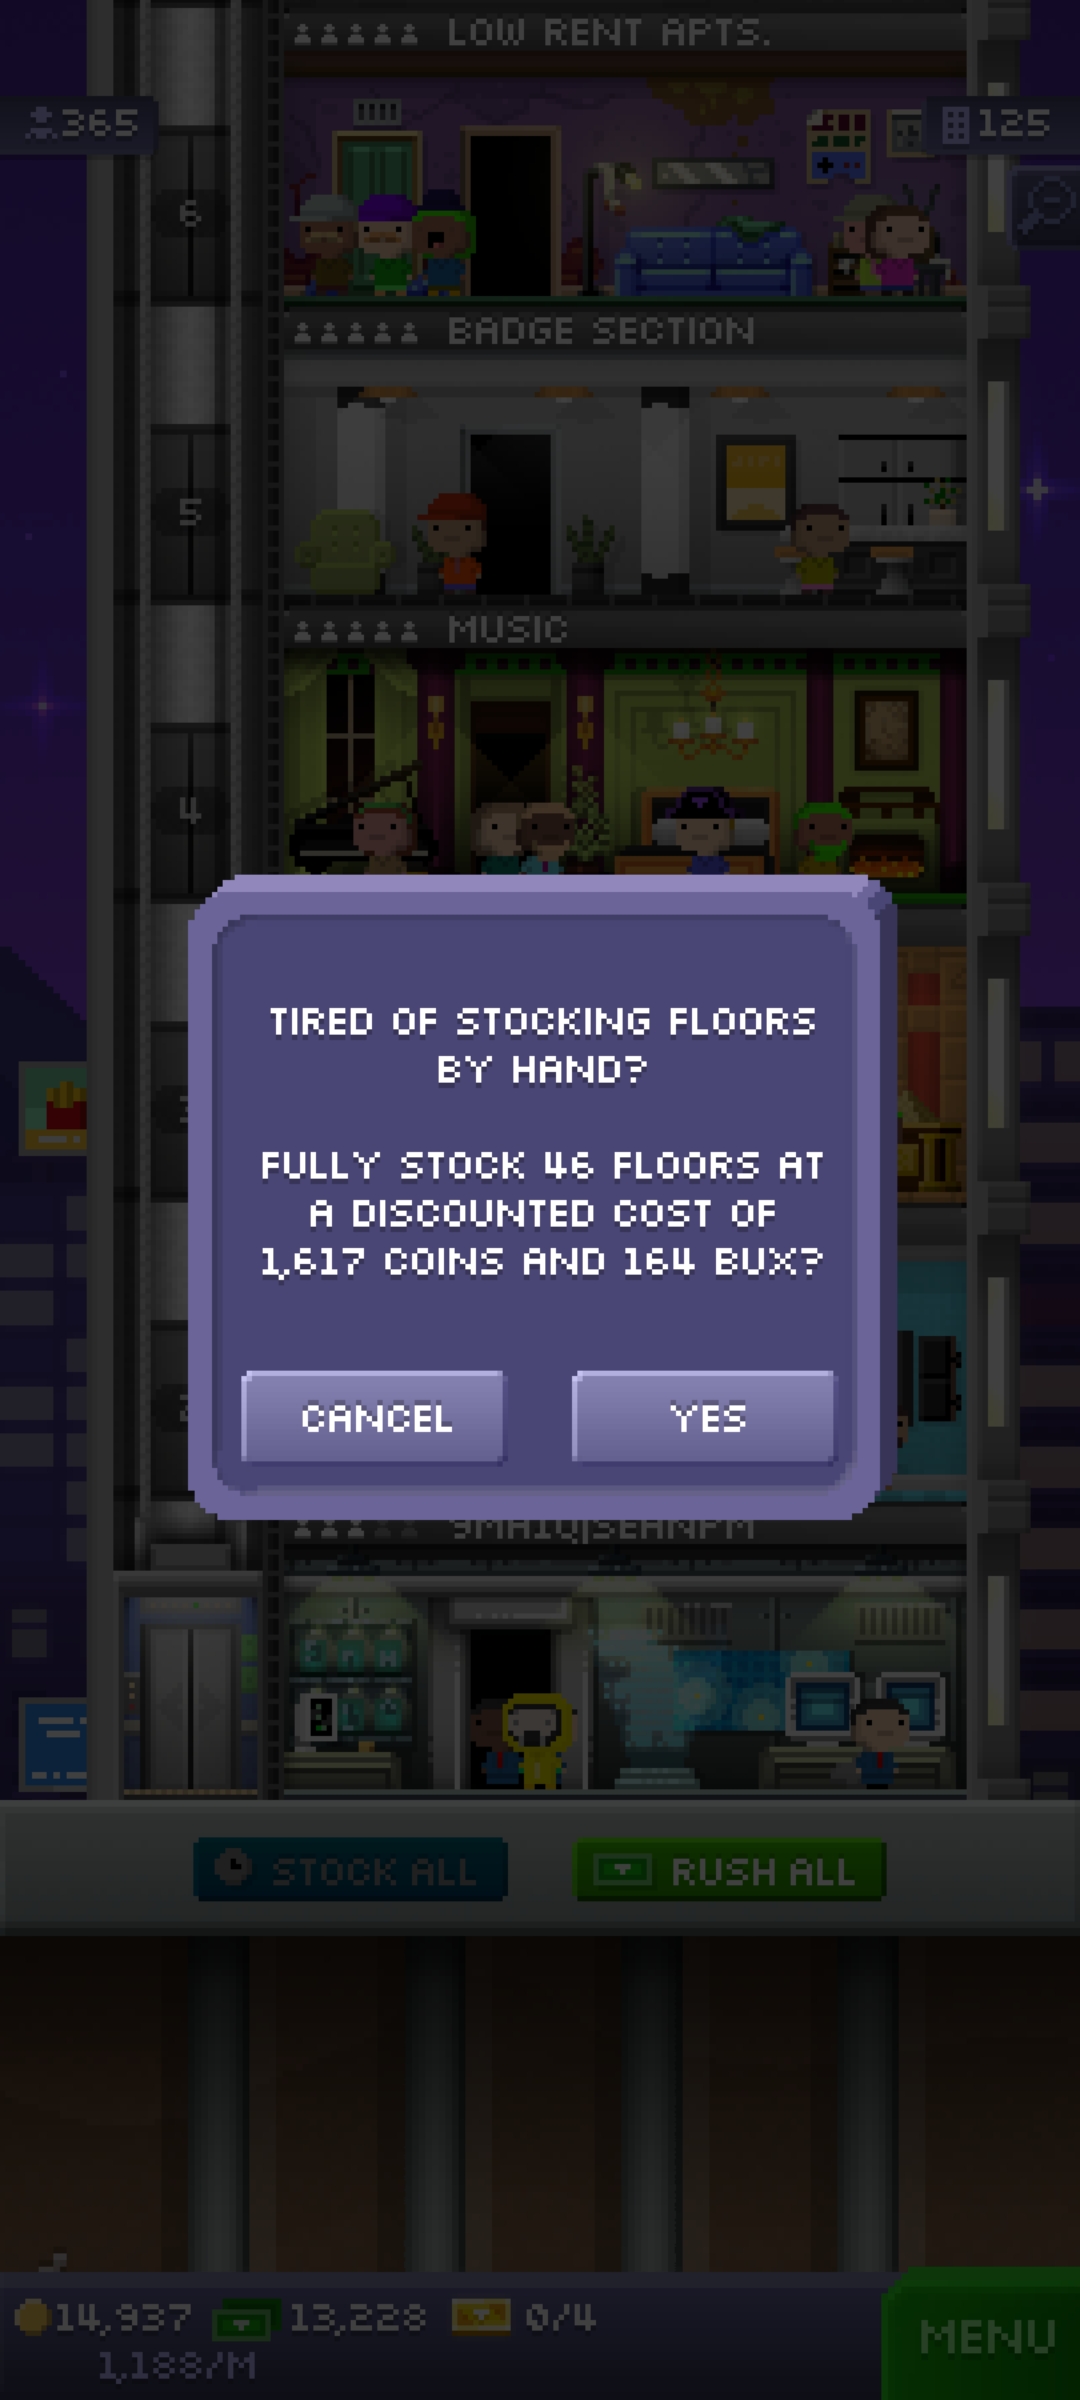 LOW RENT APTS.
365
125
6
BADGE SECTION
5
MUSIC
4
TIRED OF STOCKING FLOORS
BY HAND?
FULLY STOCK 46 FLOORS AT
A DISCOUNTED COST OF
1,617 COINS AND 164 BUX?
CANCEL
YES
STOCK ALL
RUSH ALL
14,937
13,228
0/4
1,188/M
MENU